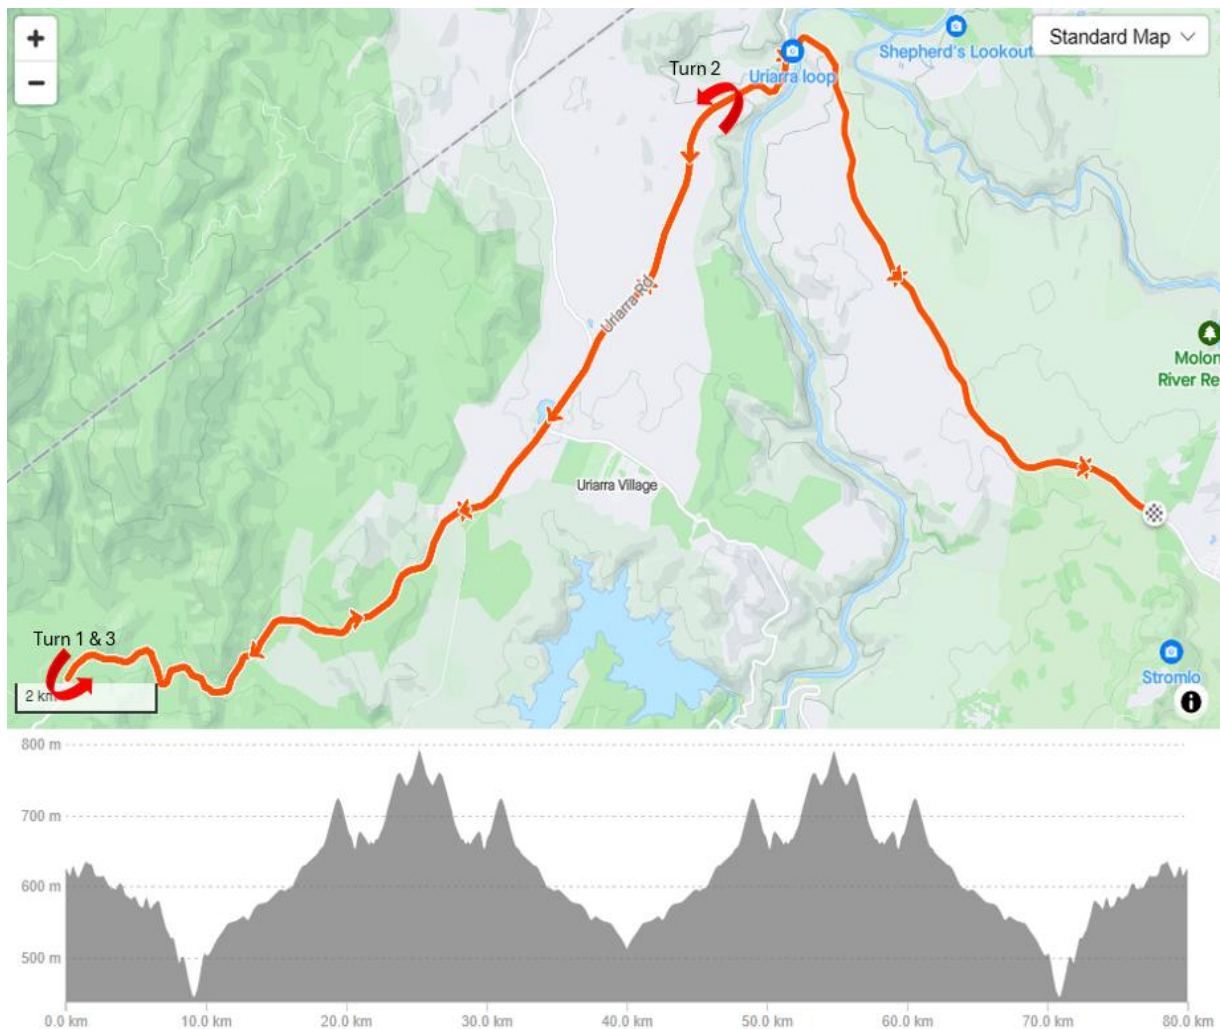 +
−
Standard Map
Shepherd's Lookout
Uriarra loop
Turn 2
Uriarra Rd
Molon
River Re
Uriarra Village
Turn 1 & 3
2 km
Stromlo
i
800 m
700 m
600 m
500 m
0.0 km 10.0 km 20.0 km 30.0 km 40.0 km 50.0 km 60.0 km 70.0 km 80.0 km